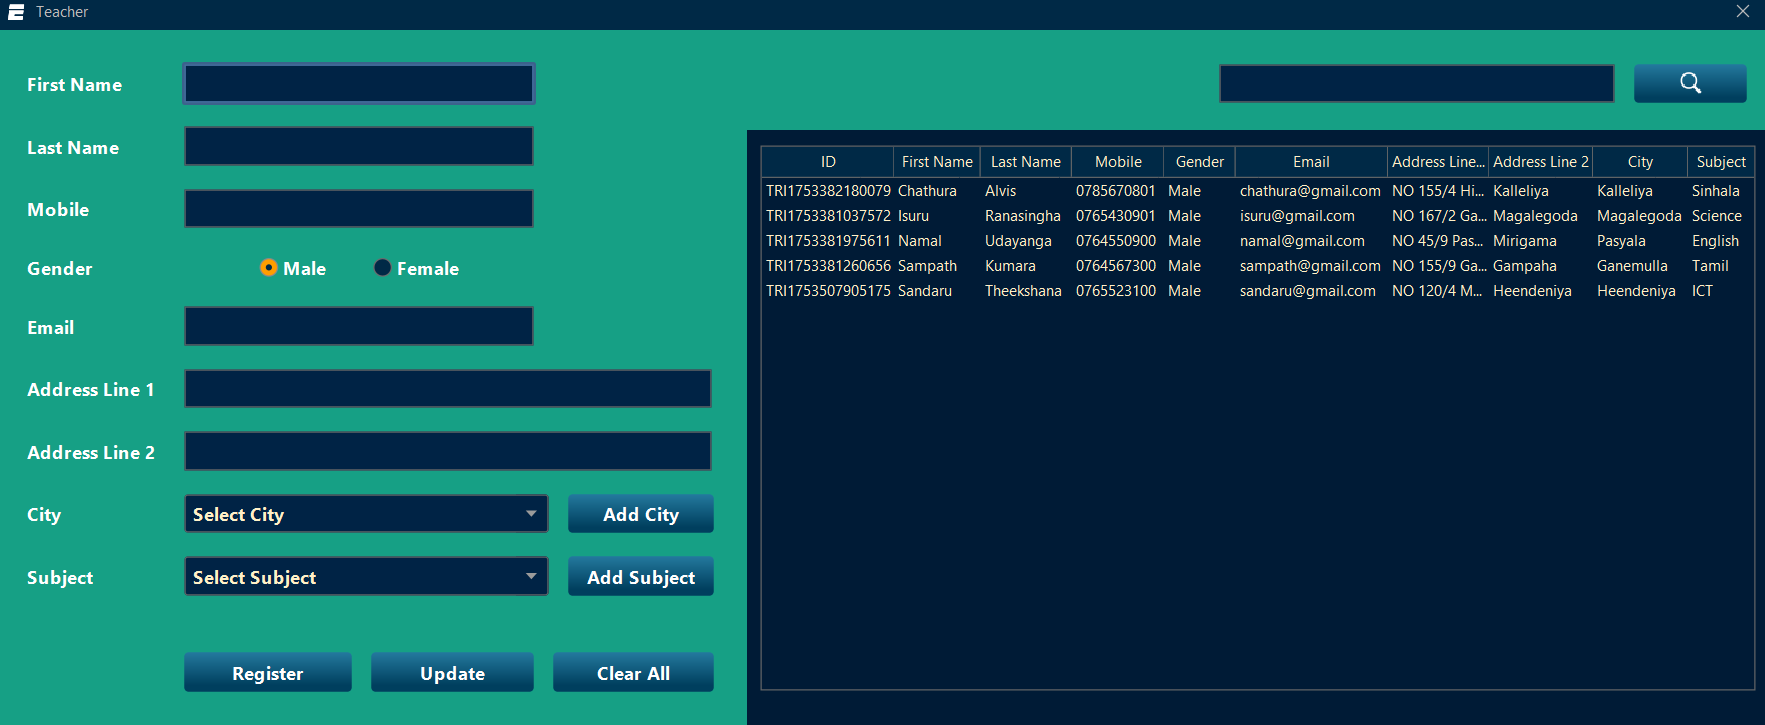 Teacher
First Name
Last Name
Mobile
Gender Male Female
Email
Address Line 1
Address Line 2
City Select City Add City
Subject Select Subject Add Subject
Register Update Clear All
ID First Name Last Name Mobile Gender Email Address Line... Address Line 2 City Subject
TRI1753382180079 Chathura Alvis 0785670801 Male chathura@gmail.com NO 155/4 Hi... Kalleliya Kalleliya Sinhala
TRI1753381037572 Isuru Ranasingha 0765430901 Male isuru@gmail.com NO 167/2 Ga... Magalegoda Magalegoda Science
TRI1753381975611 Namal Udayanga 0764550900 Male namal@gmail.com NO 45/9 Pas... Mirigama Pasyala English
TRI1753381260656 Sampath Kumara 0764567300 Male sampath@gmail.com NO 155/9 Ga... Gampaha Ganemulla Tamil
TRI1753507905175 Sandaru Theekshana 0765523100 Male sandaru@gmail.com NO 120/4 M... Heendeniya Heendeniya ICT